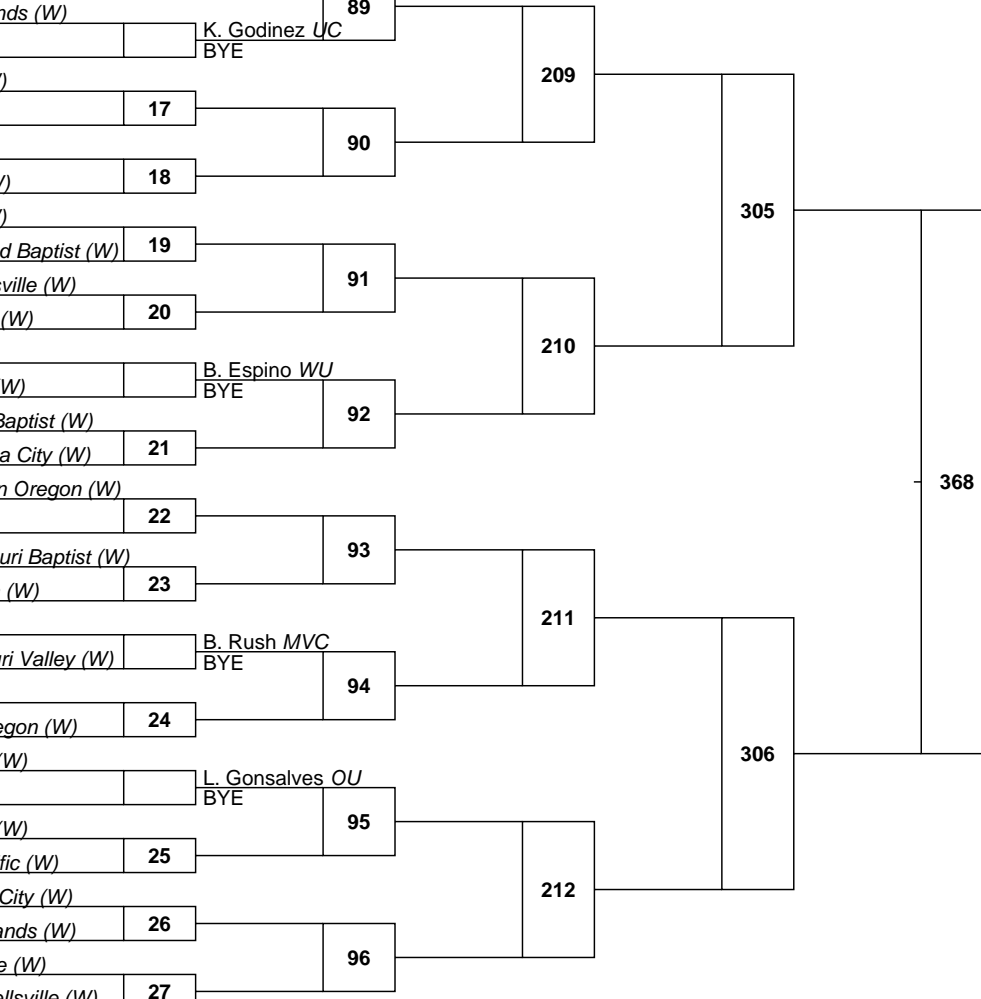 nds (W)
89
K. Godinez UC
BYE
209
17
90
18
305
19
d Baptist (W)
91
sville (W)
20
(W)
210
B. Espino WU
W)
BYE
92
Baptist (W)
21
a City (W)
368
n Oregon (W)
22
93
uri Baptist (W)
23
(W)
211
B. Rush MVC
ri Valley (W)
BYE
94
24
egon (W)
306
(W)
L. Gonsalves OU
BYE
95
(W)
25
fic (W)
212
City (W)
26
ands (W)
96
e (W)
27
llsville (W)